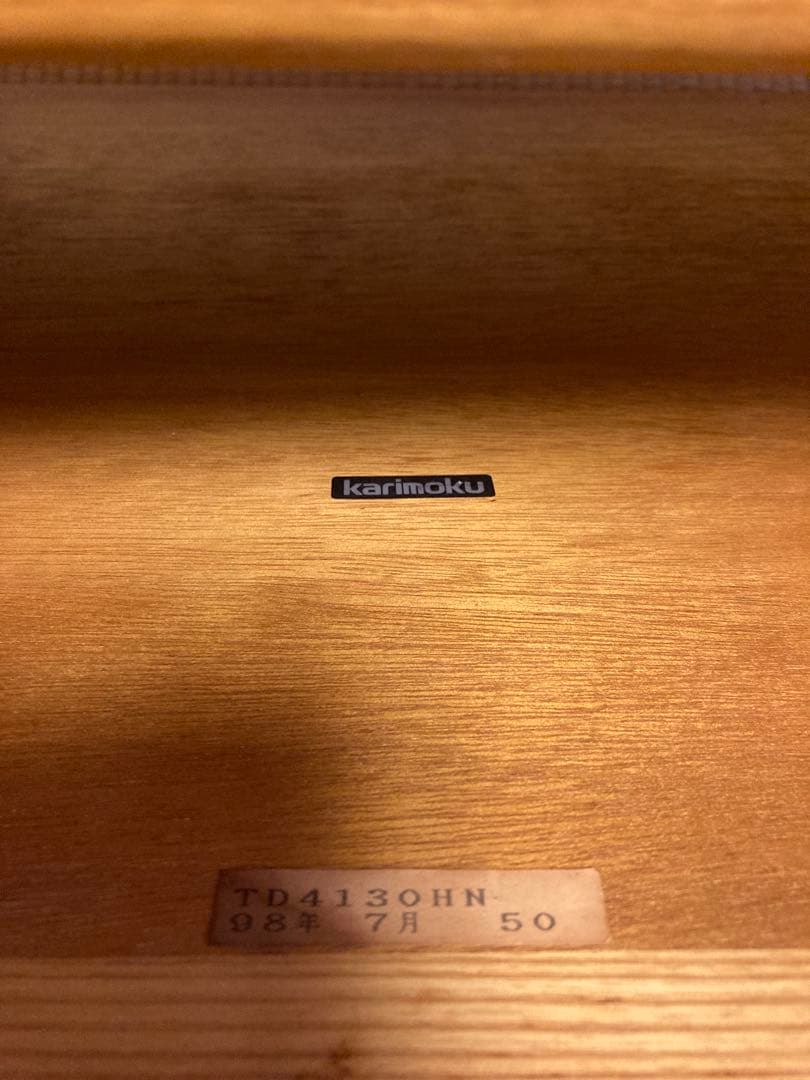 karimoku
TD4130HN
98年 7月 50